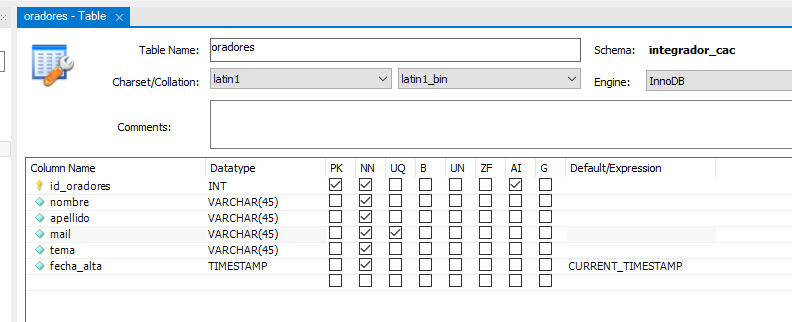 oradores - Table ×
Table Name: oradores Schema: integrador_cac
Charset/Collation: latin1 latin1_bin Engine: InnoDB
Comments:
Column Name Datatype PK NN UQ B UN ZF AI G Default/Expression
id_oradores INT
nombre VARCHAR(45)
apellido VARCHAR(45)
mail VARCHAR(45)
tema VARCHAR(45)
fecha_alta TIMESTAMP CURRENT_TIMESTAMP